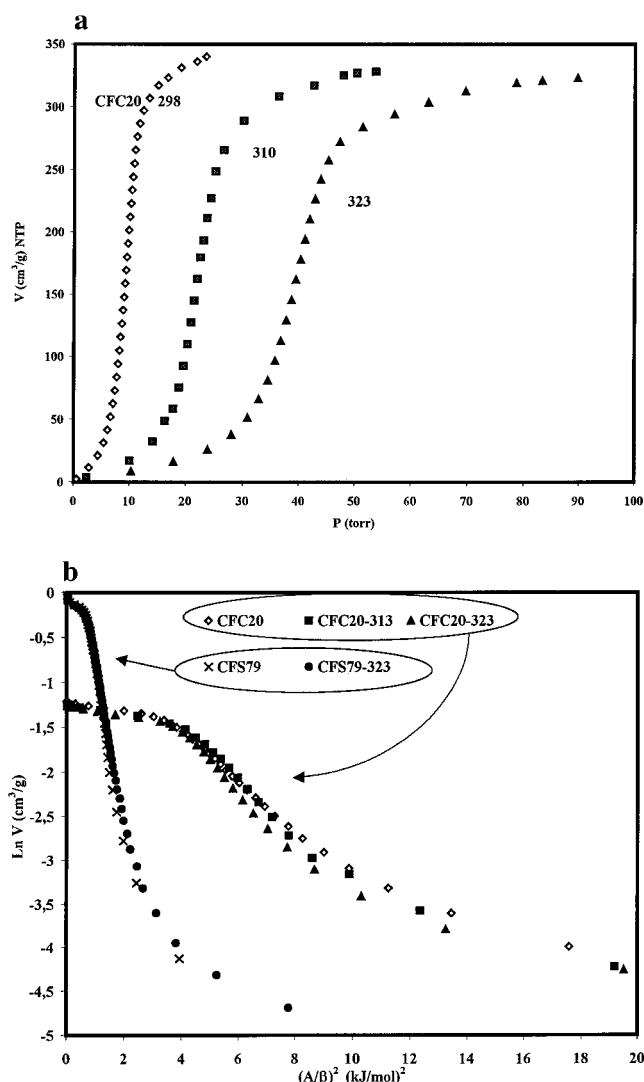 a
350
300
250
200
150
100
50
0
V (cm³/g) NTP
CFC20 298
310
323
0 10 20 30 40 50 60 70 80 90 100
P (torr)
b
0
-0,5
-1
-1,5
-2
-2,5
-3
-3,5
-4
-4,5
-5
Ln V (cm³/g)
CFC20 CFC20-313 CFC20-323
CFS79 CFS79-323
0 2 4 6 8 10 12 14 16 18 20
(A/β)² (kJ/mol)²